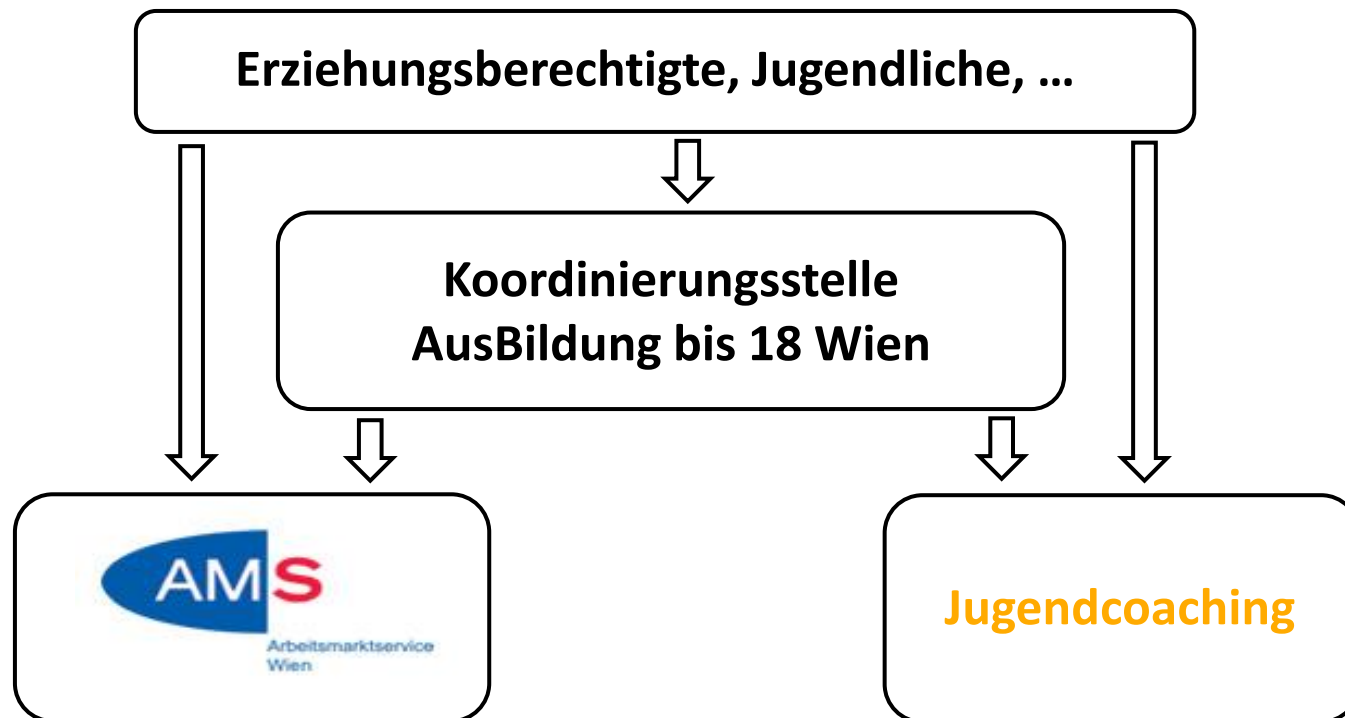 Erziehungsberechtigte, Jugendliche, ...
Koordinierungsstelle
AusBildung bis 18 Wien
AMS
Arbeitsmarktservice
Wien
Jugendcoaching